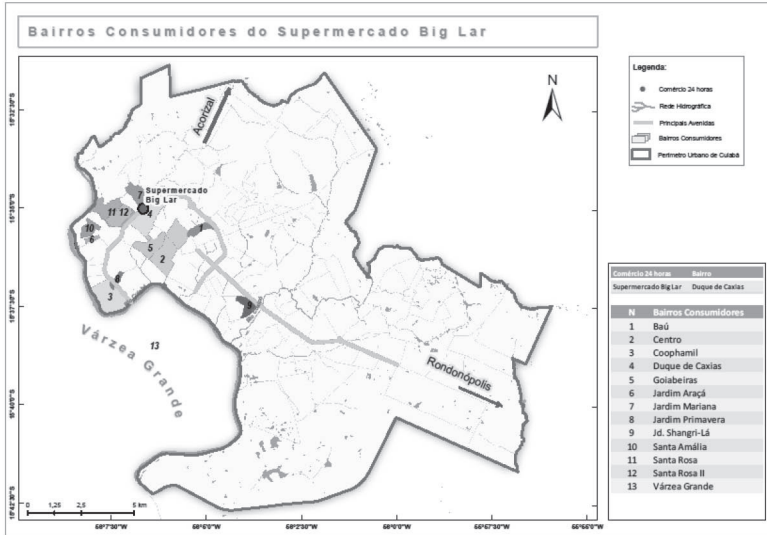 Bairros Consumidores do Supermercado Big Lar
Acorizal
N
Supermercado
Big Lar
7
11 12
4
10
6
5
1
2
8
3
9
13
Várzea Grande
Rondonópolis
0 1,25 2,5 5 km
Legenda:
Comércio 24 horas
Rede Hidrográfica
Principais Avenidas
Bairros Consumidores
Perímetro Urbano de Cuiabá
Comércio 24 horas Bairro
Supermercado Big Lar Duque de Caxias
N Bairros Consumidores
1 Baú
2 Centro
3 Coophamil
4 Duque de Caxias
5 Goiabeiras
6 Jardim Araçá
7 Jardim Mariana
8 Jardim Primavera
9 Jd. Shangri-Lá
10 Santa Amália
11 Santa Rosa
12 Santa Rosa II
13 Várzea Grande